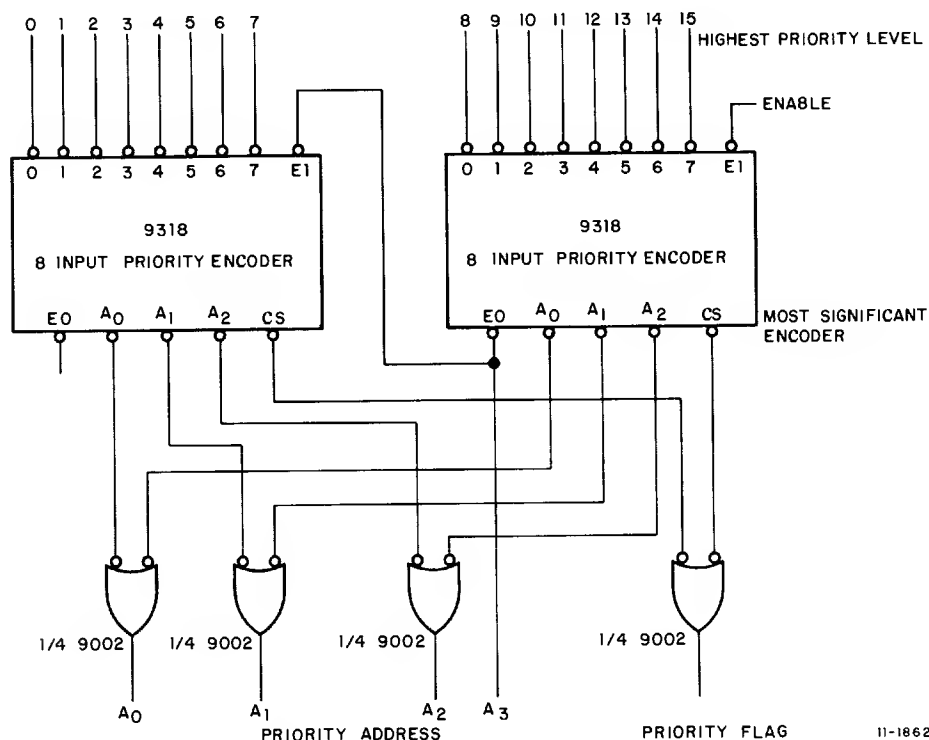 0 1 2 3 4 5 6 7
8 9 10 11 12 13 14 15
HIGHEST PRIORITY LEVEL
ENA8LE
0 1 2 3 4 5 6 7 EI
9318
8 INPUT PRIORITY ENCODER
EO A0 A1 A2 CS
0 1 2 3 4 5 6 7 EI
9318
8 INPUT PRIORITY ENCODER
EO A0 A1 A2 CS
MOST SIGNIFICANT
ENCODER
1/4 9002 1/4 9002 1/4 9002 1/4 9002
A0 A1 A2 A3
PRIORITY ADDRESS PRIORITY FLAG 11-1862